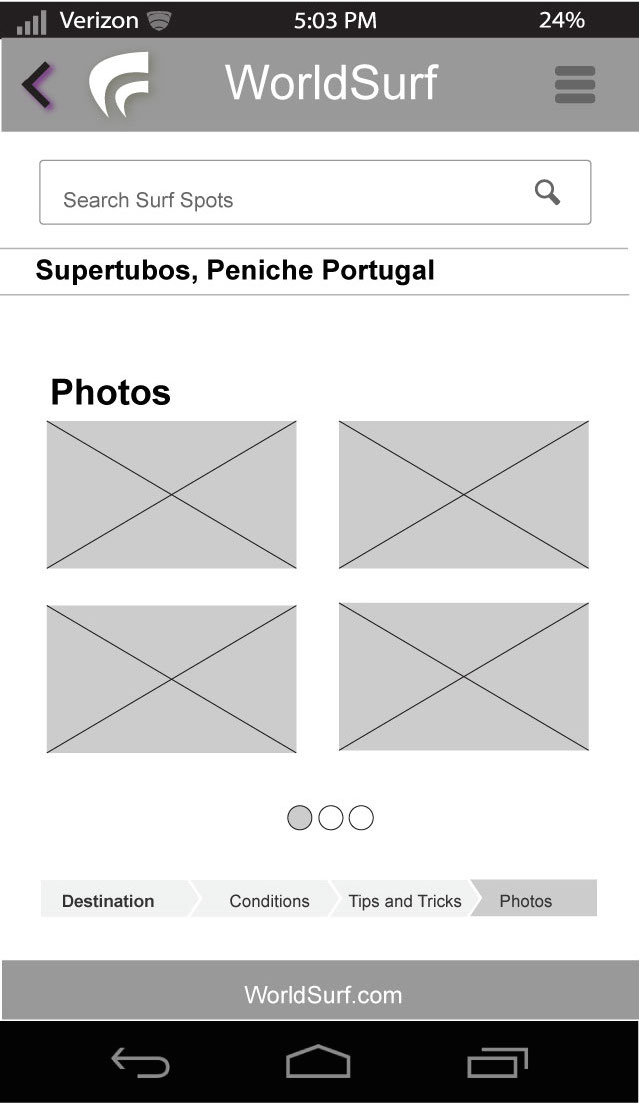 Verizon 5:03 PM 24%
WorldSurf
Search Surf Spots
Supertubos, Peniche Portugal
Photos
Destination Conditions Tips and Tricks Photos
WorldSurf.com